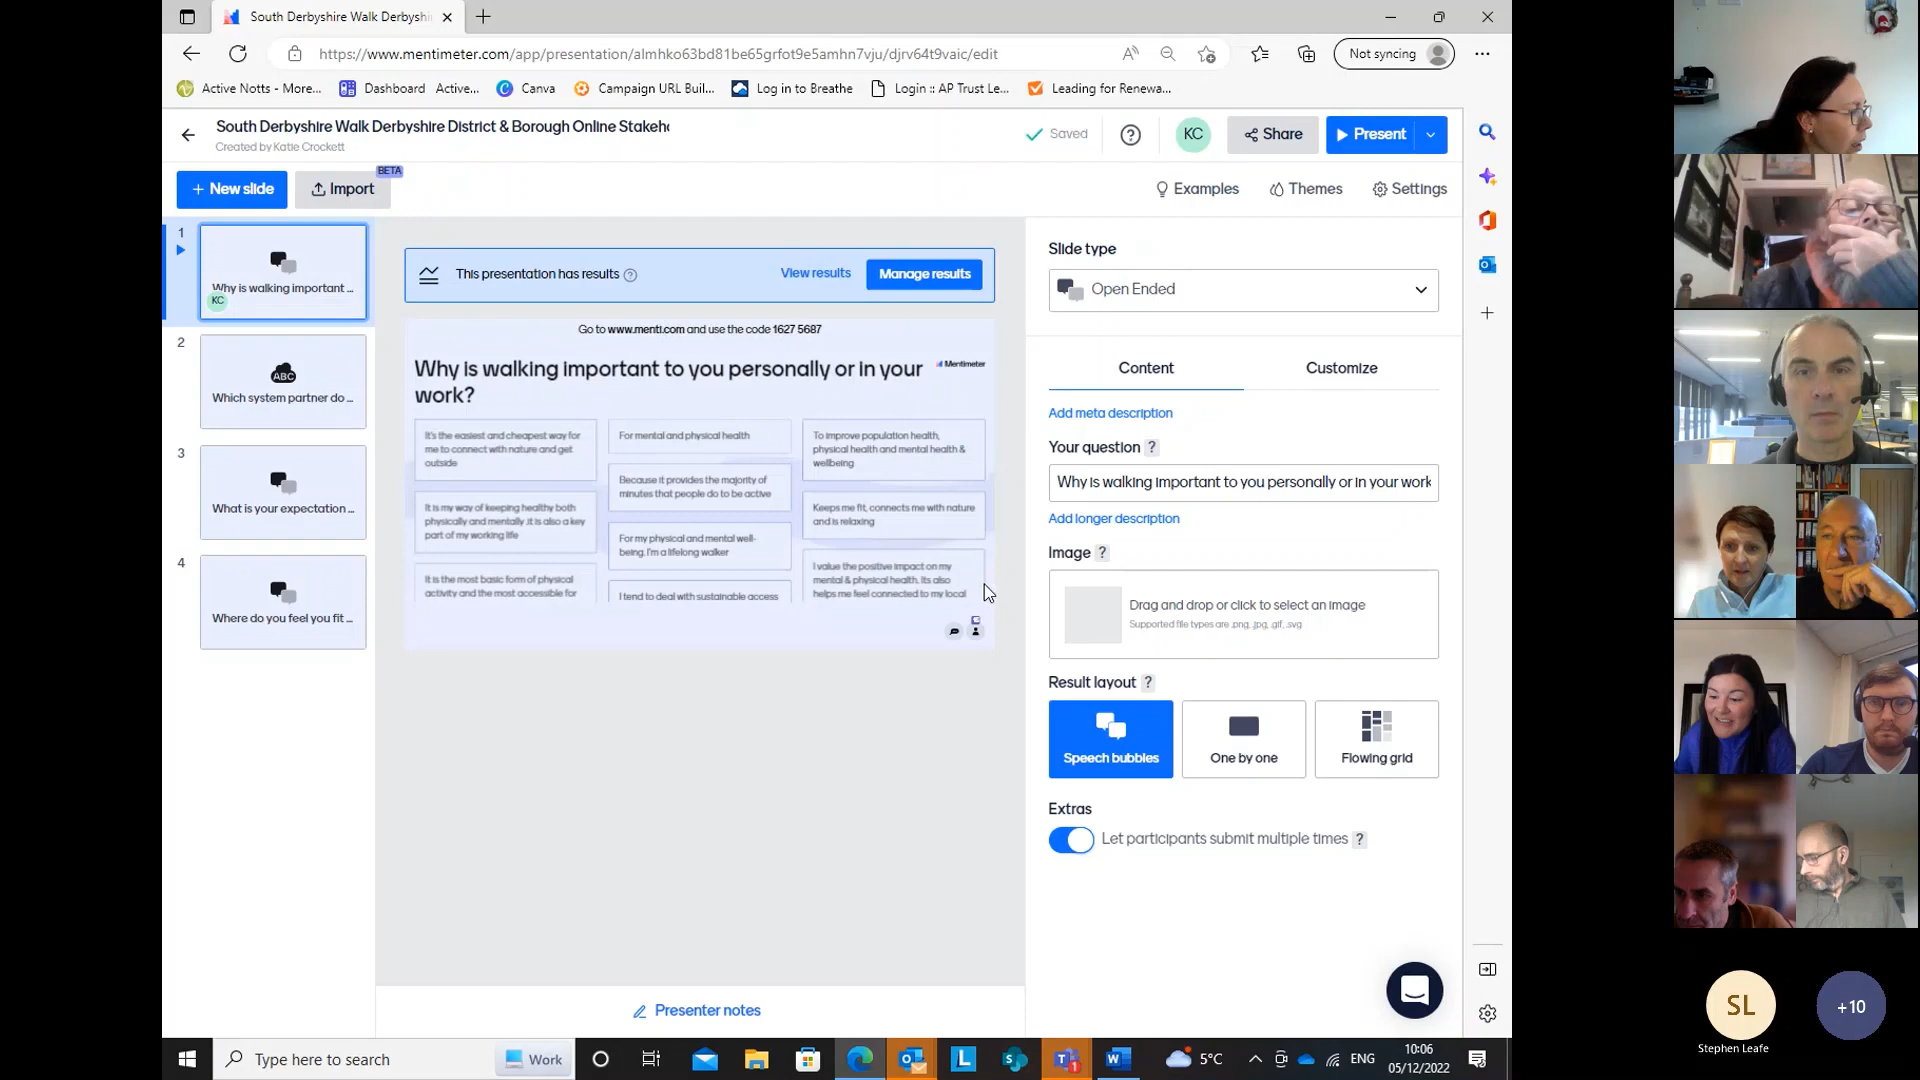 South Derbyshire Walk Derbyshi
https://www.mentimeter.com/app/presentation/almhko63bd81be65grfot9e5amhn7vju/djrv64t9vaic/edit
Not syncing
Active Notts - More...
Dashboard Active...
Canva
Campaign URL Buil...
Log in to Breathe
Login :: AP Trust Le...
Leading for Renewa...
South Derbyshire Walk Derbyshire District & Borough Online Stakeh
Created by Katie Crockett
Saved
KC
Share
Present
+ New slide
Import
BETA
Examples
Themes
Settings
1
Why is walking important ...
KC
2
ABC
Which system partner do ...
3
What is your expectation ...
4
Where do you feel you fit ...
This presentation has results
View results
Manage results
Go to www.menti.com and use the code 1627 5687
Why is walking important to you personally or in your
work?
Mentimeter
It's the easiest and cheapest way for
me to connect with nature and get
outside
It is my way of keeping healthy both
physically and mentally .it is also a key
part of my working life
It is the most basic form of physical
activity and the most accessible for
For mental and physical health
Because it provides the majority of
minutes that people do to be active
For my physical and mental well-
being. I'm a lifelong walker
I tend to deal with sustainable access
To improve population health,
physical health and mental health &
wellbeing
Keeps me fit, connects me with nature
and is relaxing
I value the positive impact on my
mental & physical health. Its also
helps me feel connected to my local
Presenter notes
Slide type
Open Ended
Content
Customize
Add meta description
Your question ?
Why is walking important to you personally or in your work
Add longer description
Image ?
Drag and drop or click to select an image
Supported file types are .png, .jpg, .gif, .svg
Result layout ?
Speech bubbles
One by one
Flowing grid
Extras
Let participants submit multiple times ?
Type here to search
Work
5°C
ENG
10:06
05/12/2022
SL
Stephen Leafe
+10